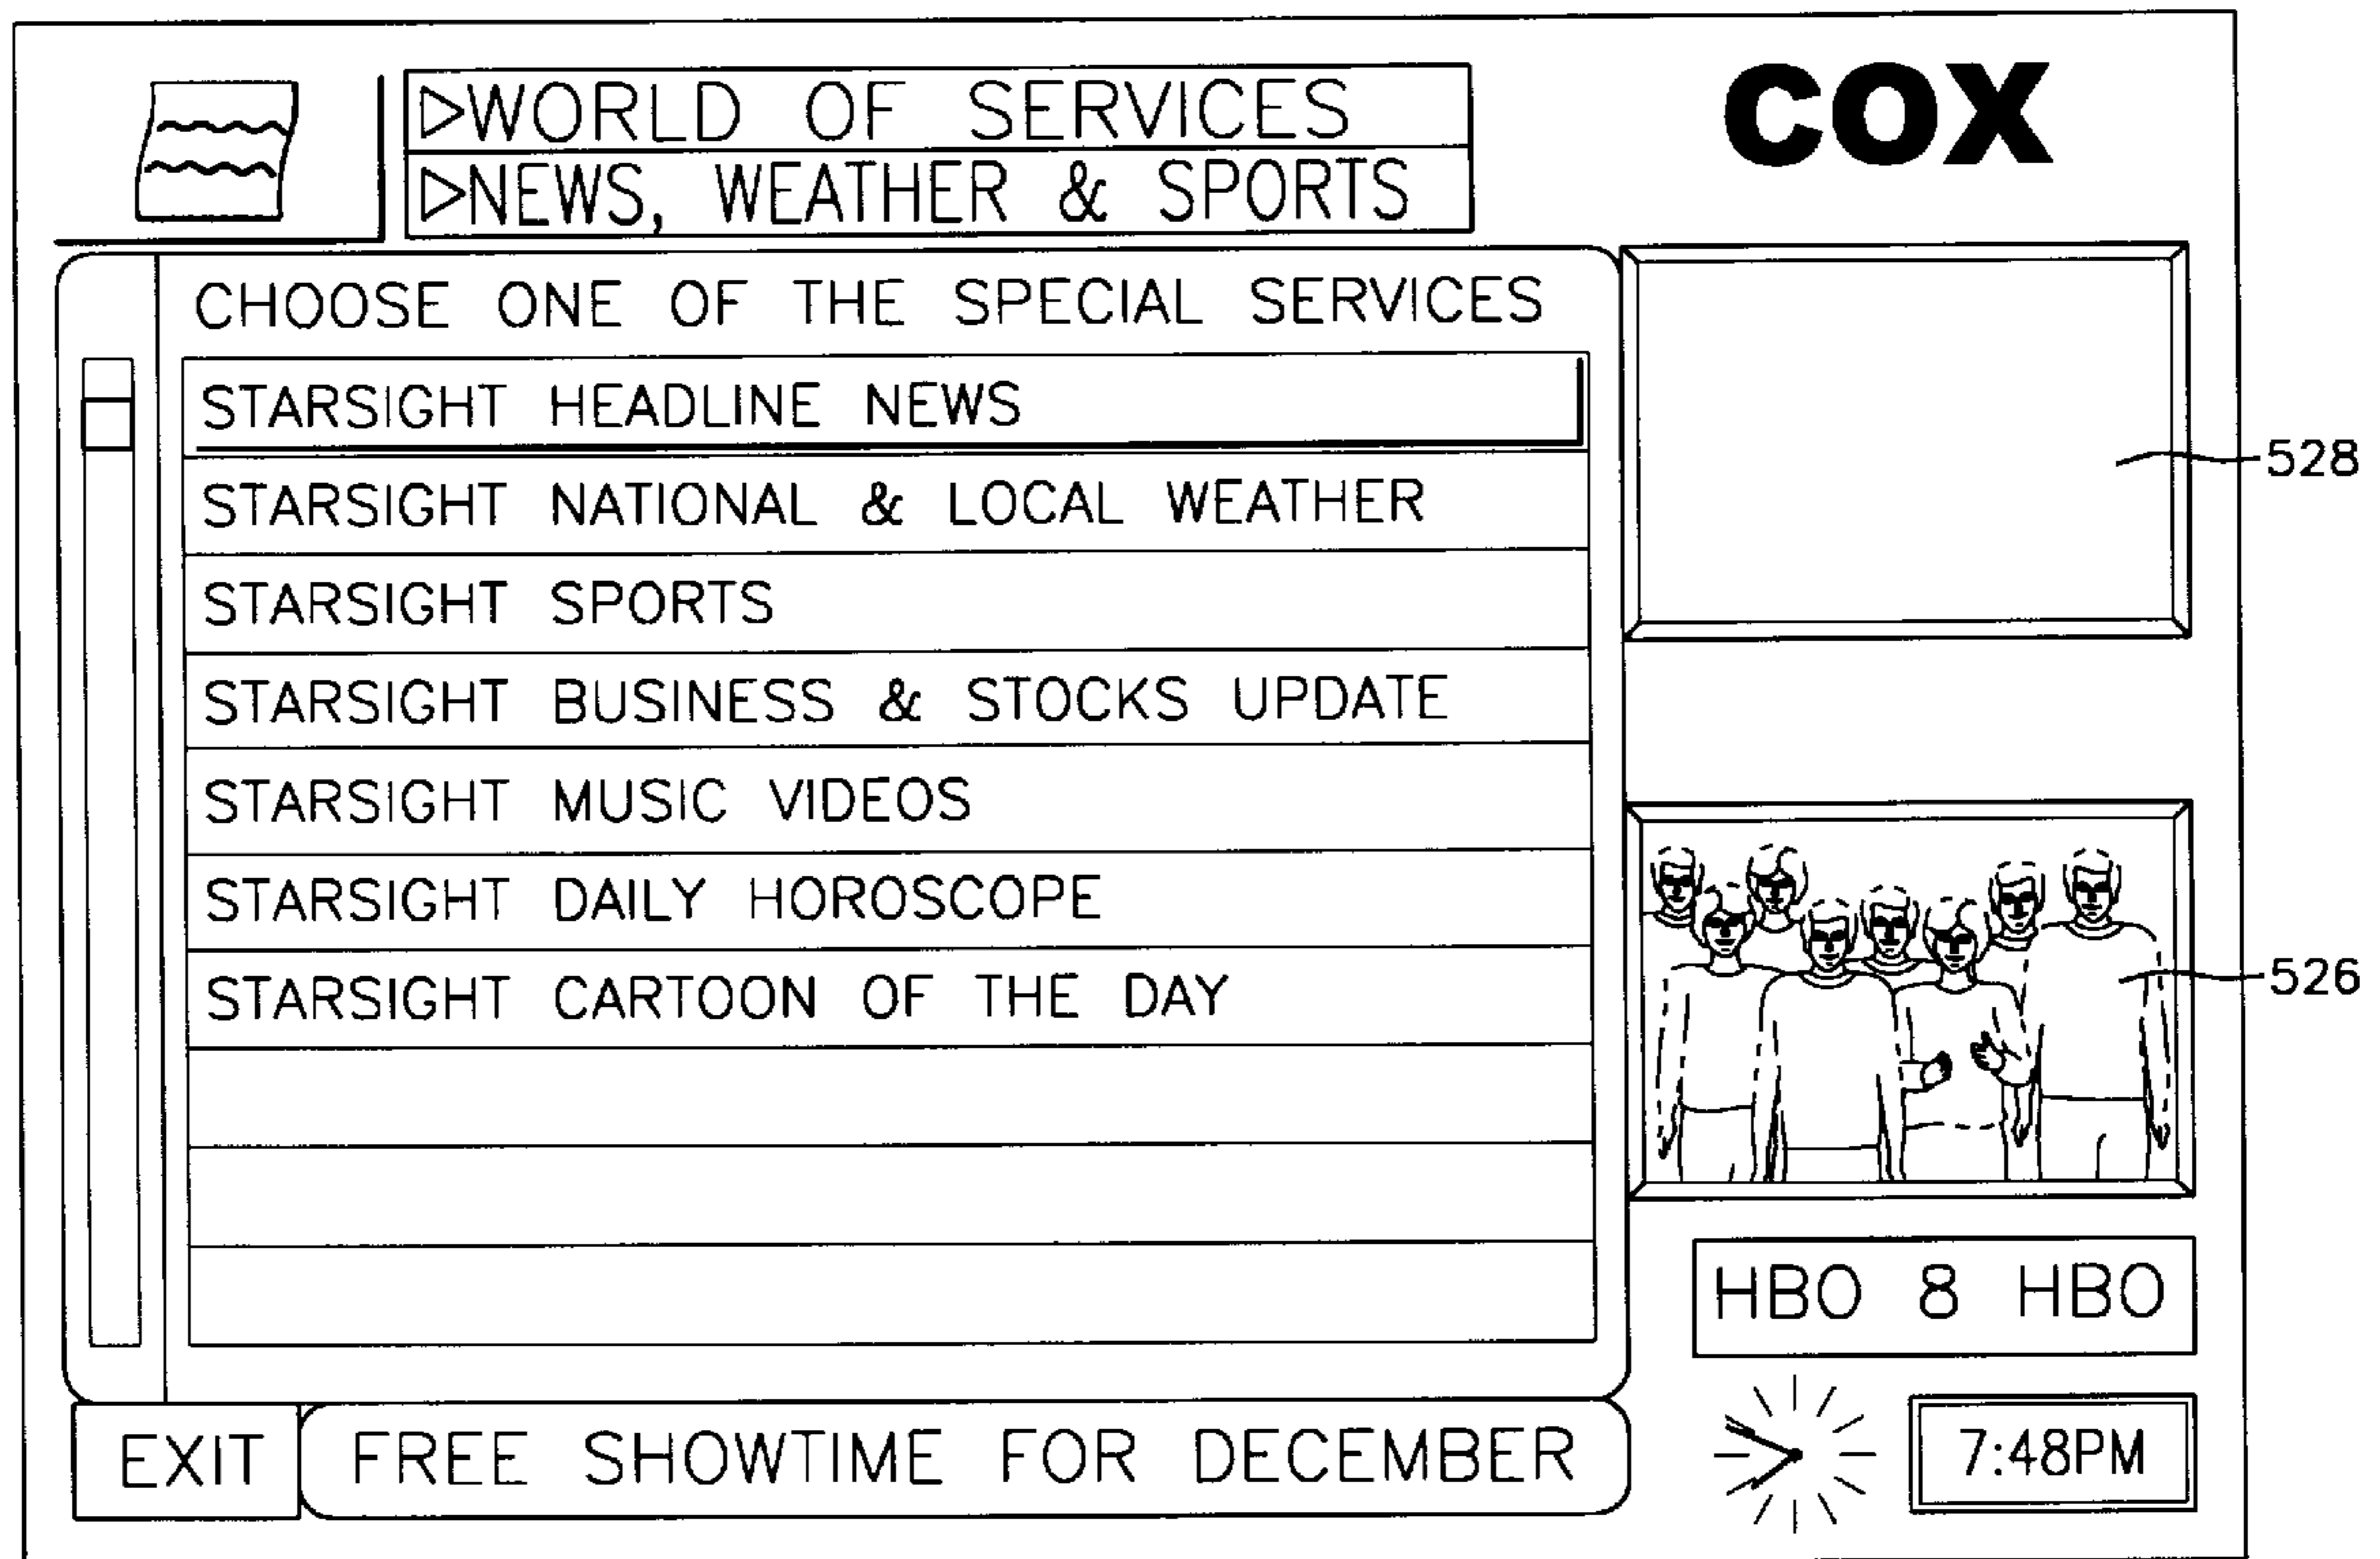 ▷WORLD OF SERVICES
▷NEWS, WEATHER & SPORTS
COX
CHOOSE ONE OF THE SPECIAL SERVICES
STARSIGHT HEADLINE NEWS
STARSIGHT NATIONAL & LOCAL WEATHER
STARSIGHT SPORTS
STARSIGHT BUSINESS & STOCKS UPDATE
STARSIGHT MUSIC VIDEOS
STARSIGHT DAILY HOROSCOPE
STARSIGHT CARTOON OF THE DAY
528
526
HBO 8 HBO
EXIT
FREE SHOWTIME FOR DECEMBER
7:48PM